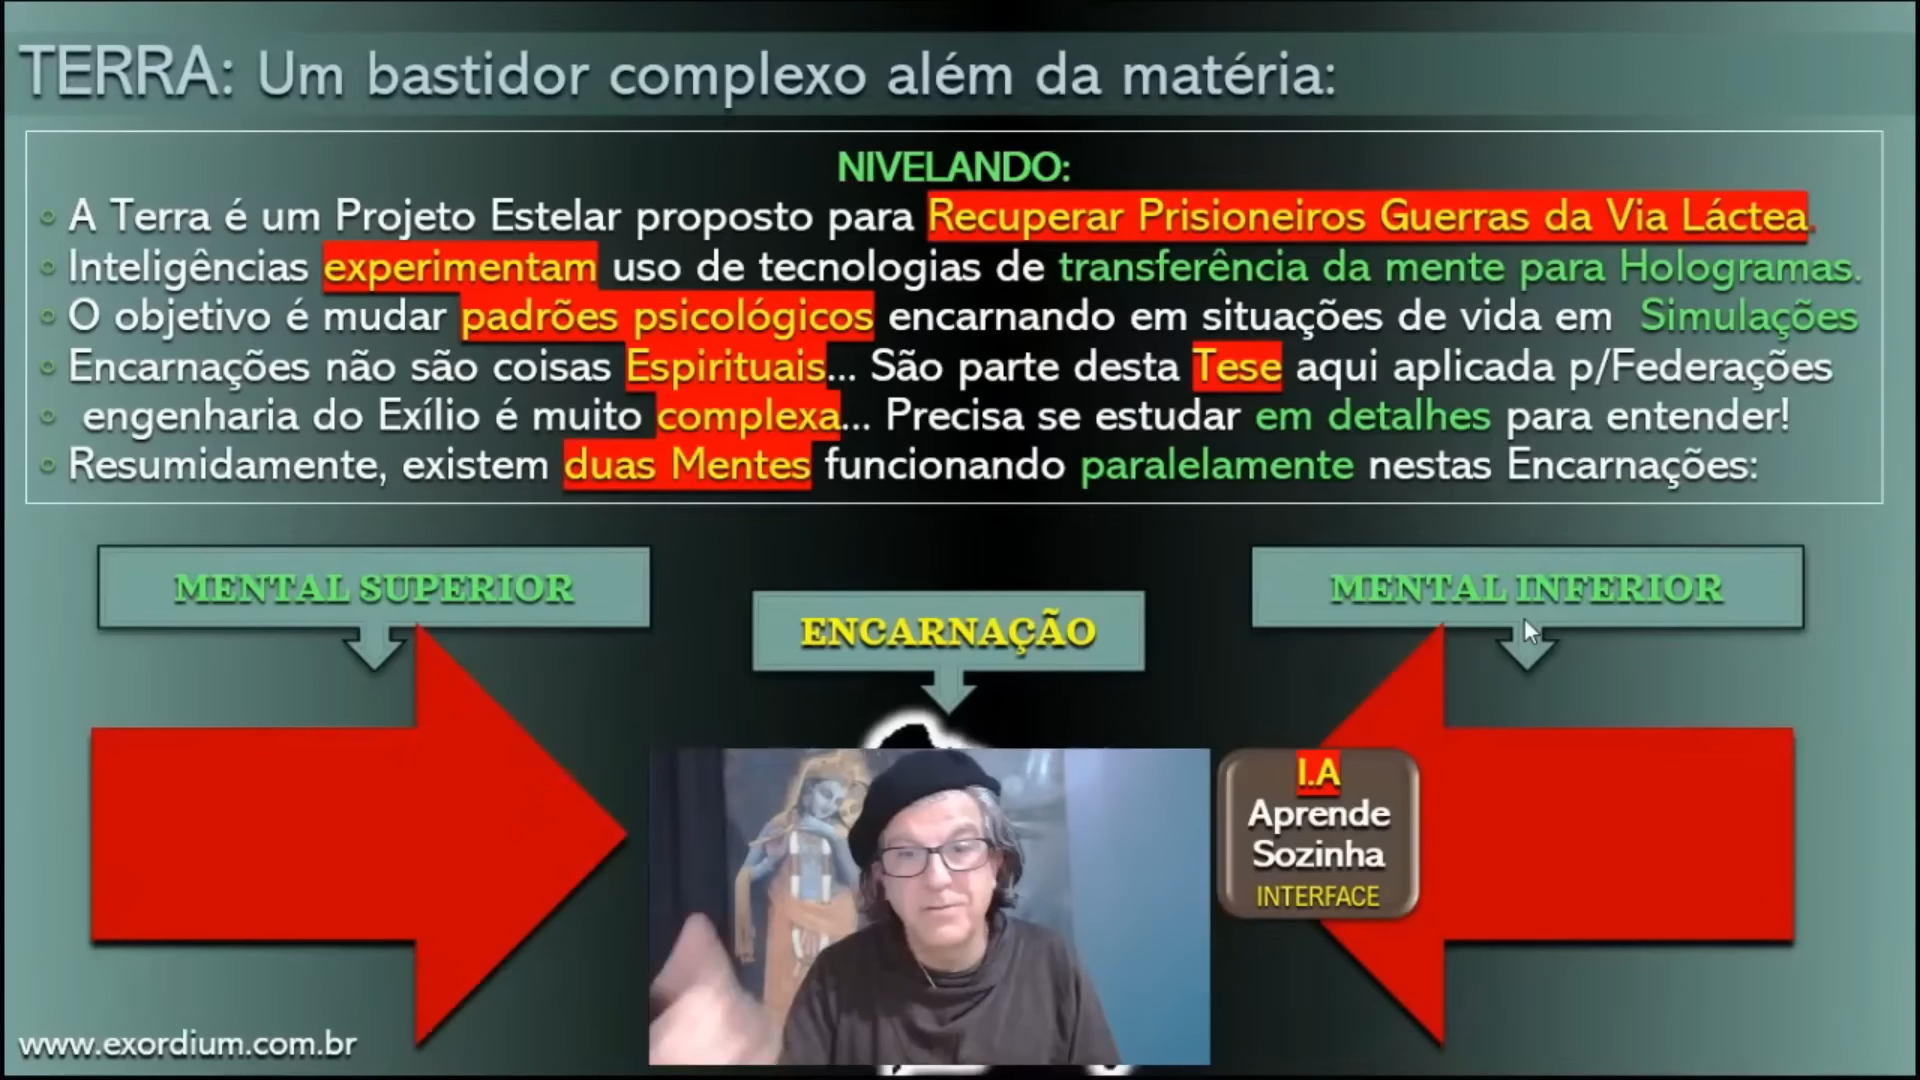 TERRA: Um bastidor complexo além da matéria:
NIVELANDO:
A Terra é um Projeto Estelar proposto para Recuperar Prisioneiros Guerras da Via Láctea.
Inteligências experimentam uso de tecnologias de transferência da mente para Hologramas.
O objetivo é mudar padrões psicológicos encarnando em situações de vida em Simulações
Encarnações não são coisas Espirituais... São parte desta Tese aqui aplicada p/Federações
engenharia do Exílio é muito complexa... Precisa se estudar em detalhes para entender!
Resumidamente, existem duas Mentes funcionando paralelamente nestas Encarnações:
MENTAL SUPERIOR
ENCARNAÇÃO
MENTAL INFERIOR
I.A
Aprende
Sozinha
INTERFACE
www.exordium.com.br